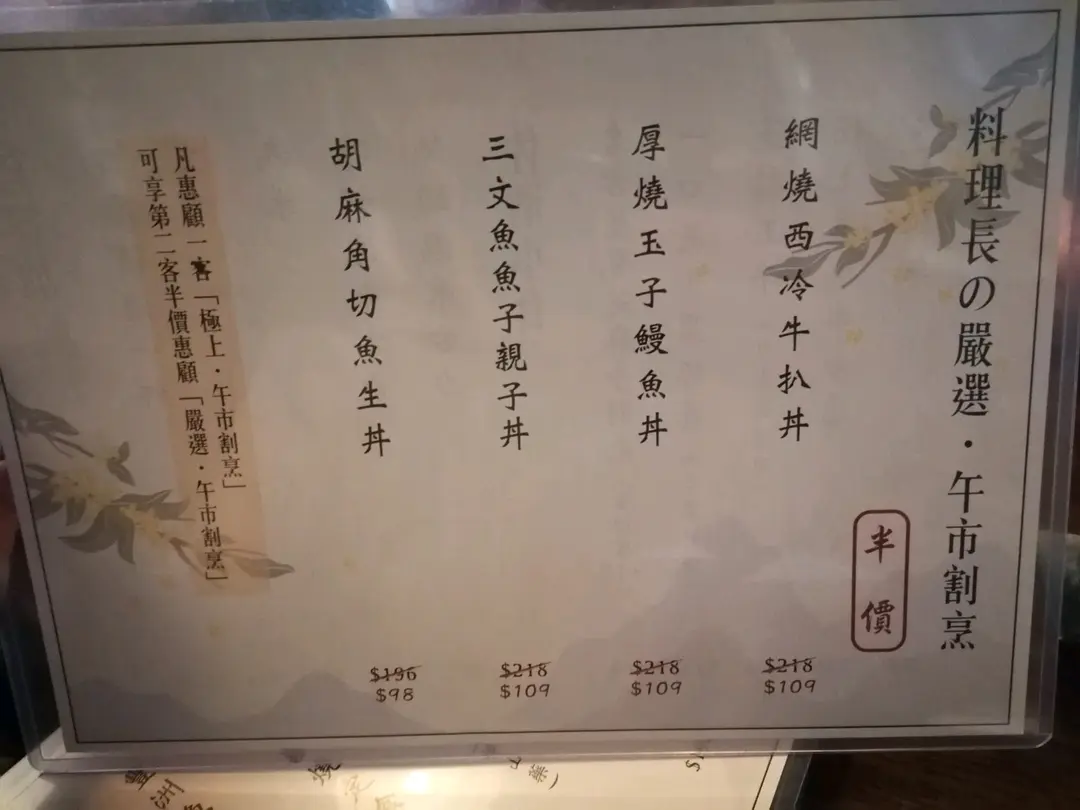 料理長の嚴選・午市割烹
半價
網燒西冷牛扒丼
$218
$109
厚燒玉子鰻魚丼
$218
$109
三文魚魚子親子丼
$218
$109
胡麻角切魚生丼
$196
$98
凡惠顧一客「極上・午市割烹」
可享第二客半價惠顧「嚴選・午市割烹」
豐洲
燒